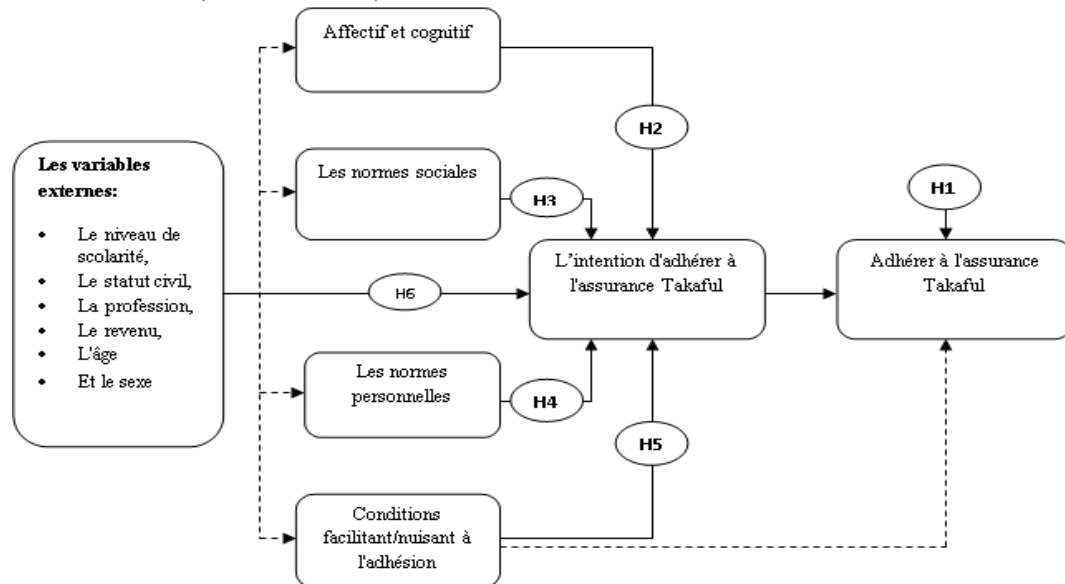 Affectif et cognitif
H2
Les variables
externes:
• Le niveau de
scolarité,
• Le statut civil,
• La profession,
• Le revenu,
• L'âge
• Et le sexe
Les normes sociales
H3
H1
L'intention d'adhérer à
l'assurance Takaful
Adhérer à l'assurance
Takaful
H6
Les normes
personnelles
H4
H5
Conditions
facilitant/nuisant à
l'adhésion